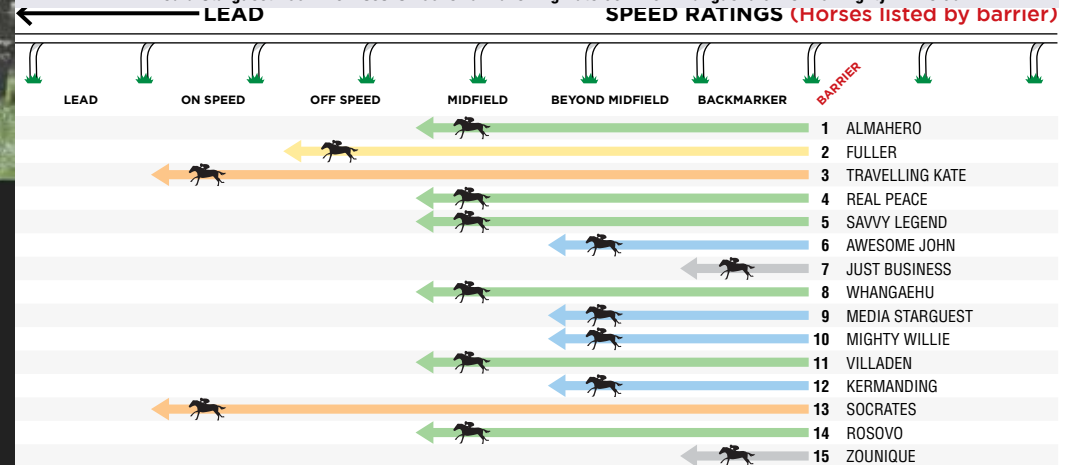 LEAD SPEED RATINGS (Horses listed by barrier)
LEAD ON SPEED OFF SPEED MIDFIELD BEYOND MIDFIELD BACKMARKER BARRIER
1 ALMAHERO
2 FULLER
3 TRAVELLING KATE
4 REAL PEACE
5 SAVVY LEGEND
6 AWESOME JOHN
7 JUST BUSINESS
8 WHANGAEHU
9 MEDIA STARGUEST
10 MIGHTY WILLIE
11 VILLADEN
12 KERMANDING
13 SOCRATES
14 ROSOVO
15 ZOUNIQUE